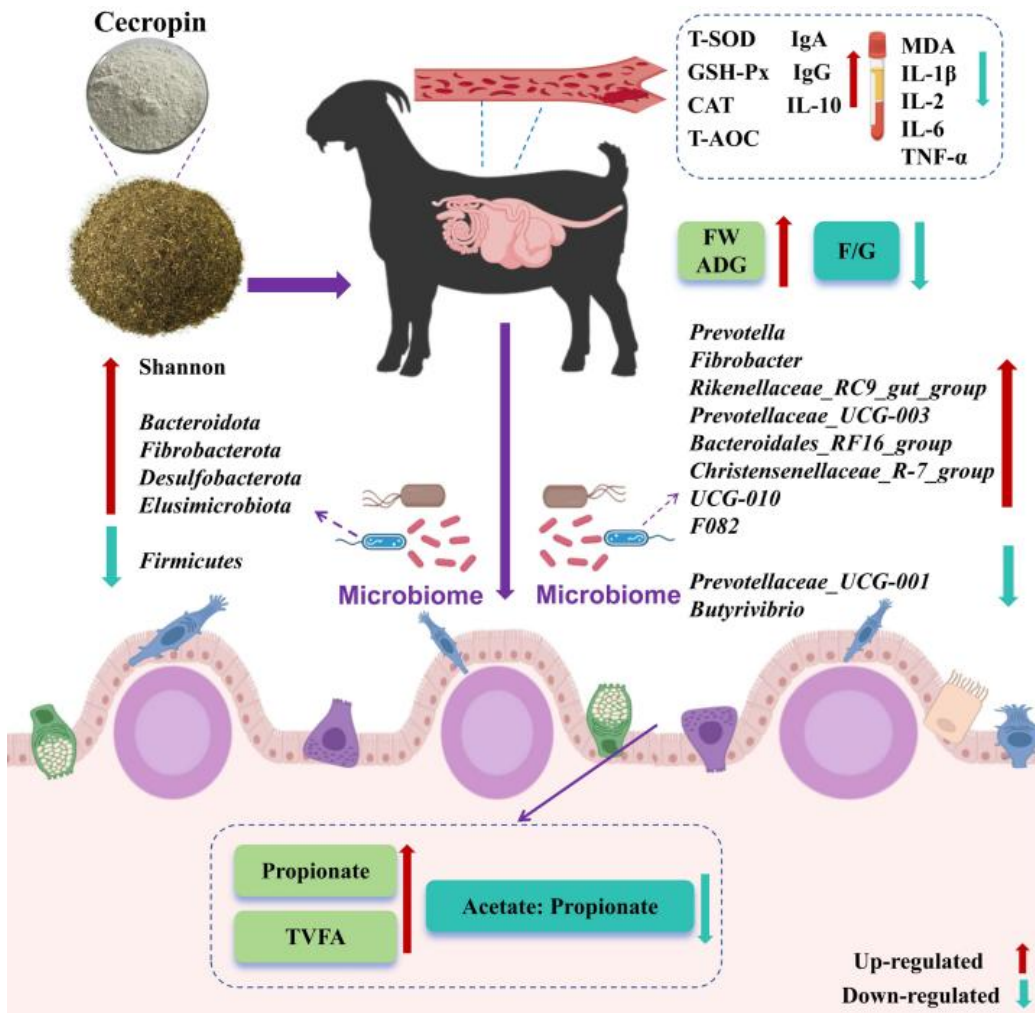 Cecropin
T-SOD IgA
GSH-Px IgG
CAT IL-10
T-AOC
MDA
IL-1β
IL-2
IL-6
TNF-α
FW
ADG
F/G
Shannon
Bacteroidota
Fibrobacterota
Desulfobacterota
Elusimicrobiota
Firmicutes
Prevotella
Fibrobacter
Rikenellaceae_RC9_gut_group
Prevotellaceae_UCG-003
Bacteroidales_RF16_group
Christensenellaceae_R-7_group
UCG-010
F082
Prevotellaceae_UCG-001
Butyrivibrio
Microbiome
Microbiome
Propionate
TVFA
Acetate: Propionate
Up-regulated
Down-regulated